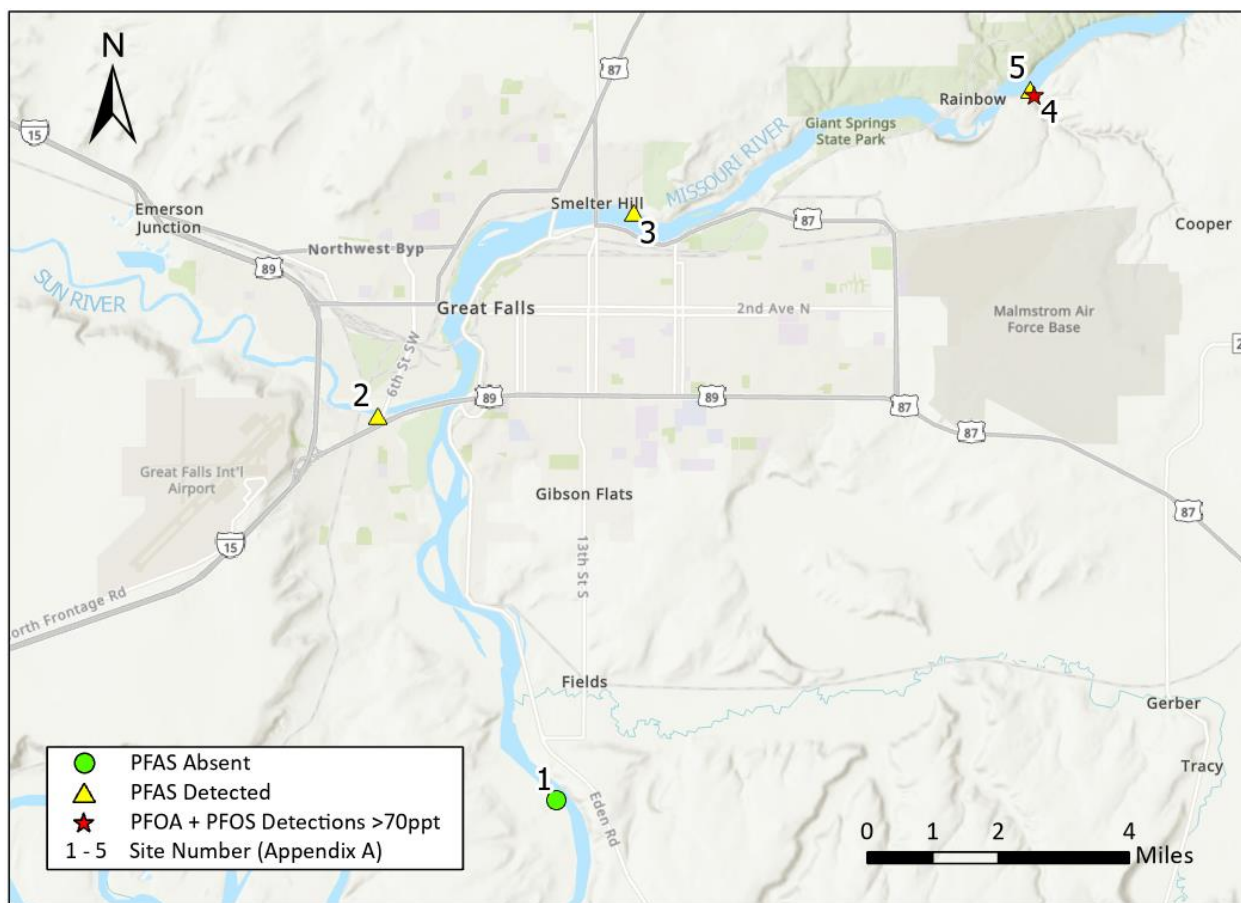 N
87
15
5
Rainbow
4
Giant Springs
State Park
MISSOURI RIVER
Emerson
Junction
Smelter Hill
3
87
Cooper
Northwest Byp
89
SUN RIVER
Great Falls
2nd Ave N
Malmstrom Air
Force Base
2
6th St SW
2
89
89
87
87
Great Falls Int'l
Airport
Gibson Flats
87
15
13th St S
orth Frontage Rd
Fields
Gerber
Tracy
1
Eden Rd
PFAS Absent
PFAS Detected
PFOA + PFOS Detections >70ppt
1 - 5 Site Number (Appendix A)
0 1 2 4
Miles